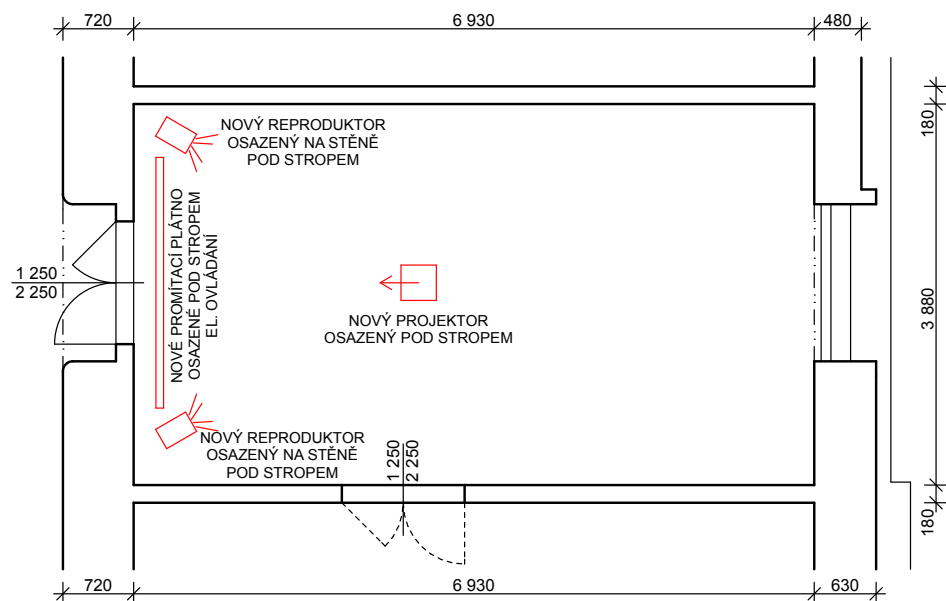 720
6 930
480
180
NOVÝ REPRODUKTOR
OSAZENÝ NA STĚNĚ
POD STROPEM
NOVÉ PROMÍTACÍ PLÁTNO
OSAZENÉ POD STROPEM
EL. OVLÁDÁNÍ
1 250
2 250
NOVÝ PROJEKTOR
OSAZENÝ POD STROPEM
3 880
NOVÝ REPRODUKTOR
OSAZENÝ NA STĚNĚ
POD STROPEM
1 250
2 250
180
720
6 930
630